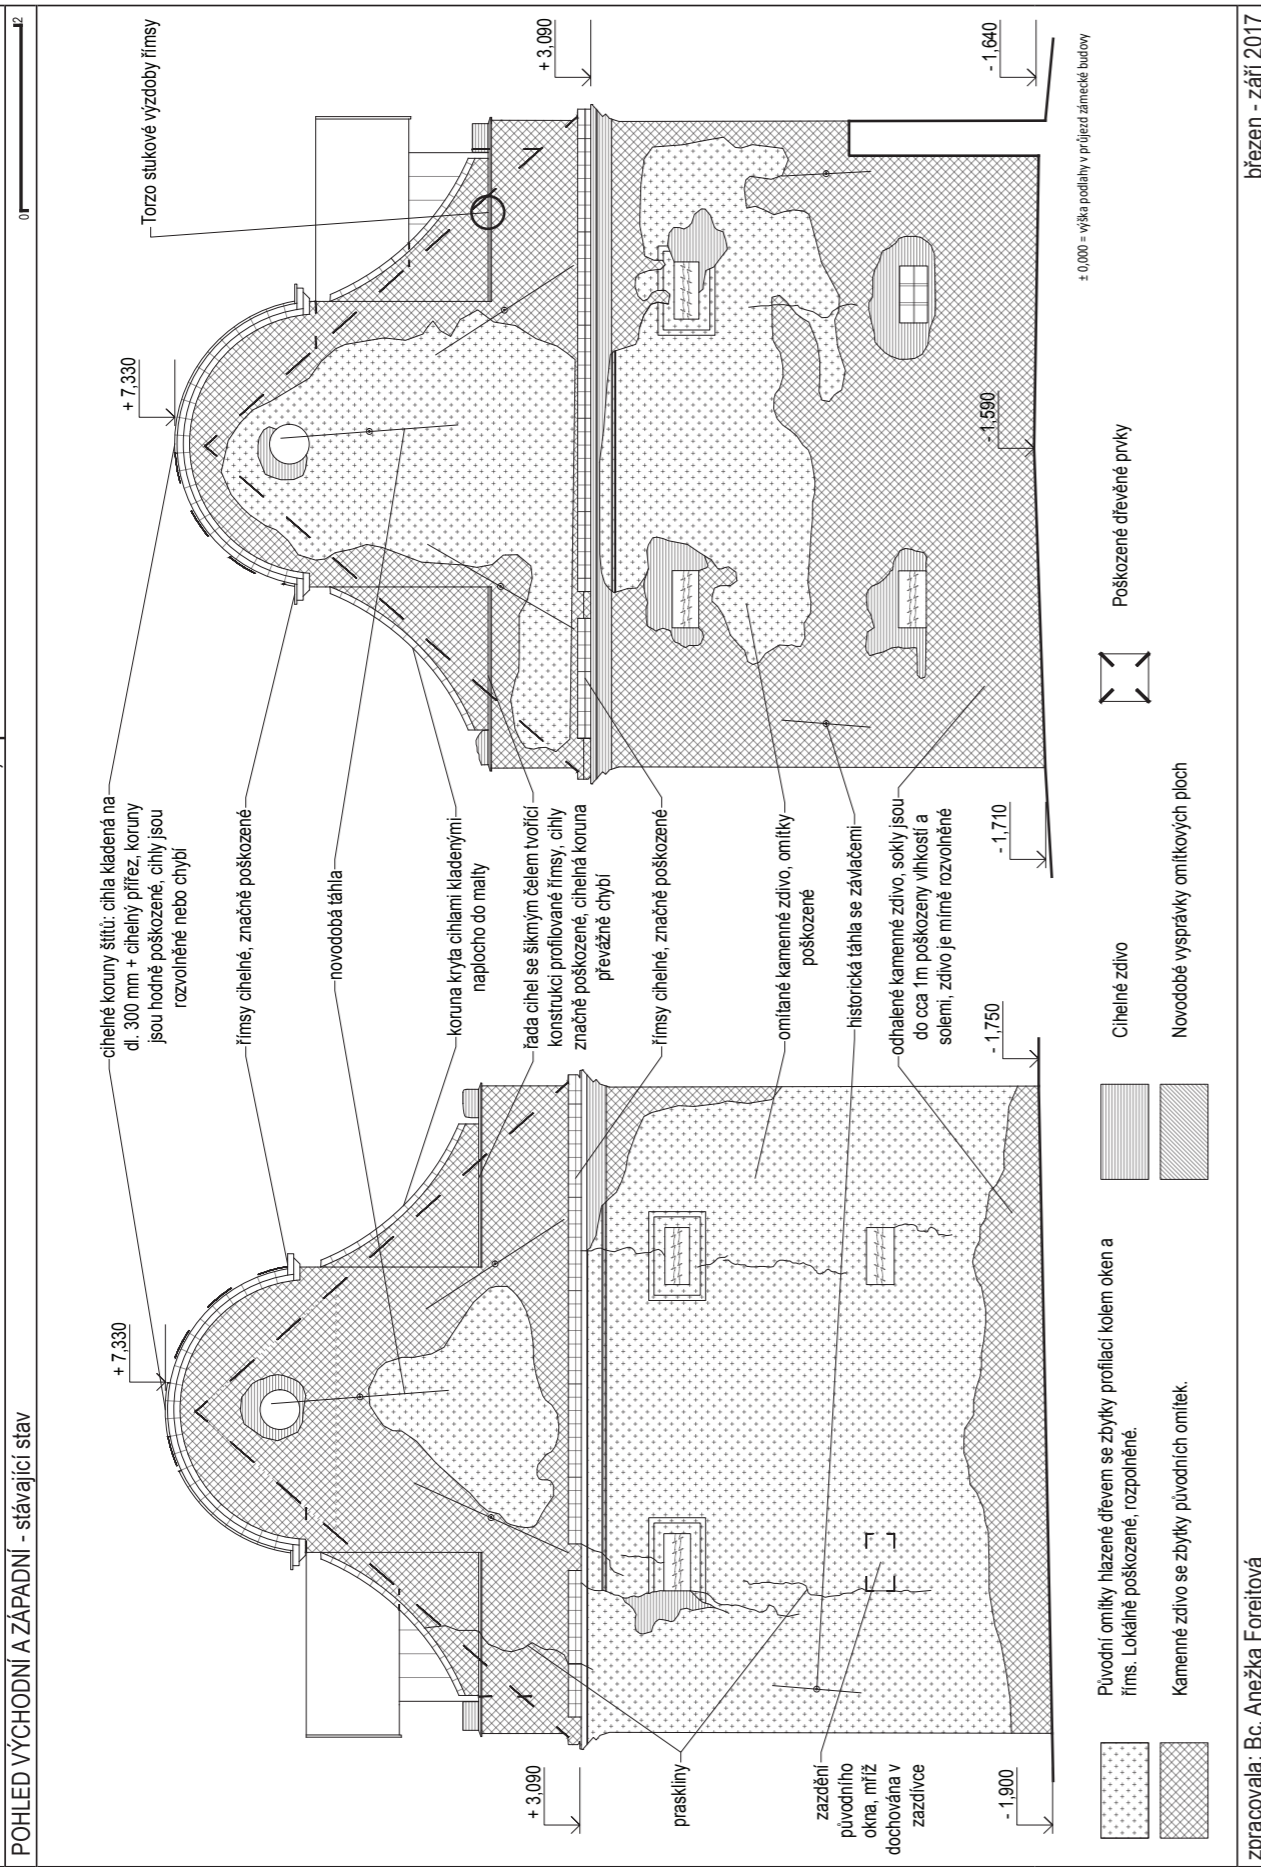 POHLED VÝCHODNÍ A ZÁPADNÍ - stávající stav
0
2
+ 7,330
+ 7,330
+ 3,090
+ 3,090
- 1,900
- 1,750
- 1,710
- 1,590
- 1,640
cihelné koruny štítů: cihla kladená na
dl. 300 mm + cihelný přířez, koruny
jsou hodně poškozené, cihly jsou
rozvolněné nebo chybí
římsy cihelné, značně poškozené
novodobá táhla
koruna kryta cihlami kladenými
naplocho do malty
řada cihel se šikmým čelem tvořící
konstrukci profilované římsy, cihly
značně poškozené, cihelná koruna
převážně chybí
římsy cihelné, značně poškozené
omítané kamenné zdivo, omítky
poškozené
historická táhla se závlačemi
odhalené kamenné zdivo, sokly jsou
do cca 1m poškozeny vlhkostí a
solemi, zdivo je mírně rozvolněné
Torzo stukové výzdoby římsy
praskliny
zazdění
původního
okna, mříž
dochována v
zazdívce
± 0,000 = výška podlahy v průjezd zámecké budovy
Původní omítky hlazené dřevem se zbytky profilací kolem oken a
říms. Lokálně poškozené, rozpolněné.
Kamenné zdivo se zbytky původních omítek.
Cihelné zdivo
Novodobé vysprávky omítkových ploch
Poškozené dřevěné prvky
zpracovala: Bc. Anežka Forejtová
březen - září 2017